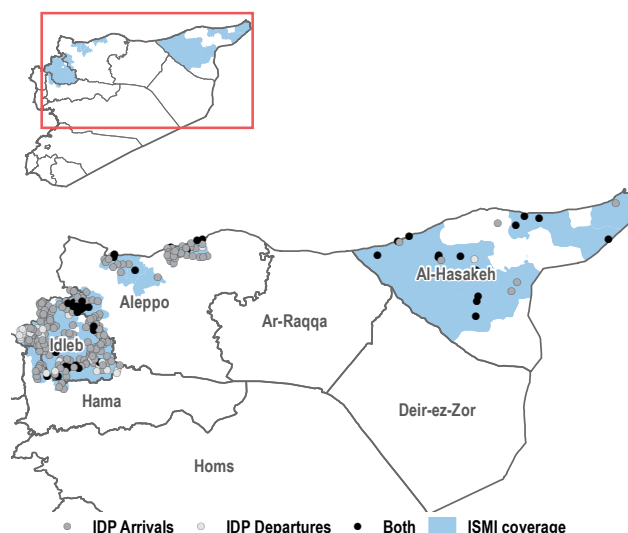 Al-Hasakeh
Aleppo
Ar-Raqqa
Idleb
Hama
Deir-ez-Zor
Homs
IDP Arrivals IDP Departures Both ISMI coverage